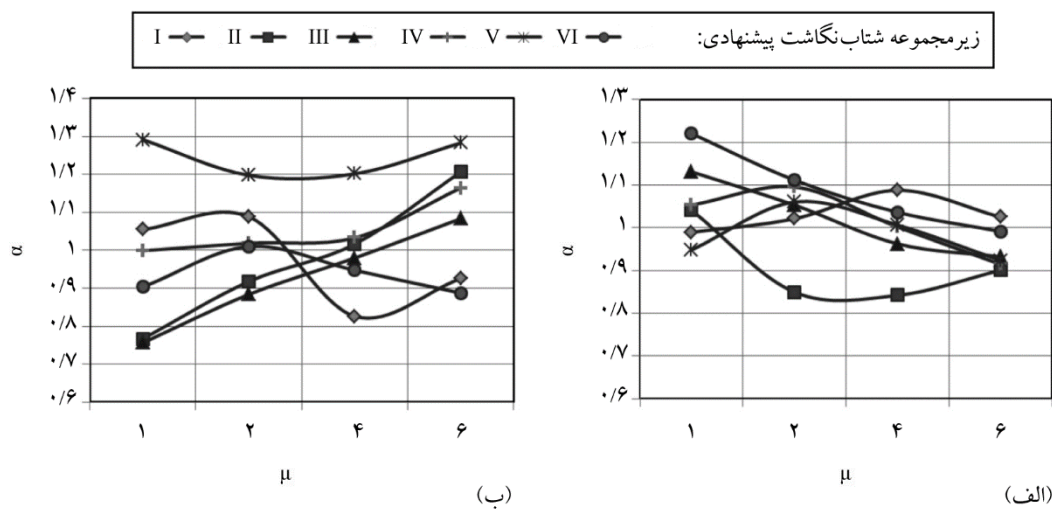 زیرمجموعه شتاب‌نگاشت پیشنهادی: I II III IV V VI
۱/۴
۱/۳
۱/۲
۱/۱
۱
۰/۹
۰/۸
۰/۷
۰/۶
α
۱ ۲ ۴ ۶
μ
(ب)
۱/۳
۱/۲
۱/۱
۱
۰/۹
۰/۸
۰/۷
۰/۶
α
۱ ۲ ۴ ۶
μ
(الف)